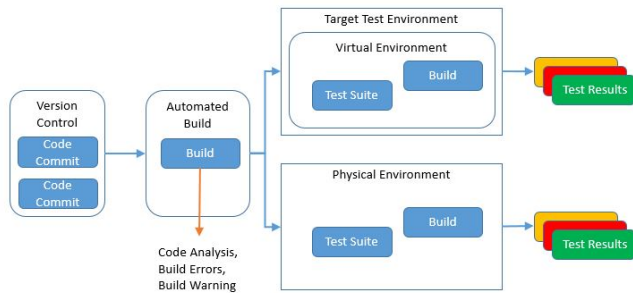 Version
Control
Code
Commit
Code
Commit
Automated
Build
Build
Code Analysis,
Build Errors,
Build Warning
Target Test Environment
Virtual Environment
Build
Test Suite
Test Results
Physical Environment
Build
Test Suite
Test Results